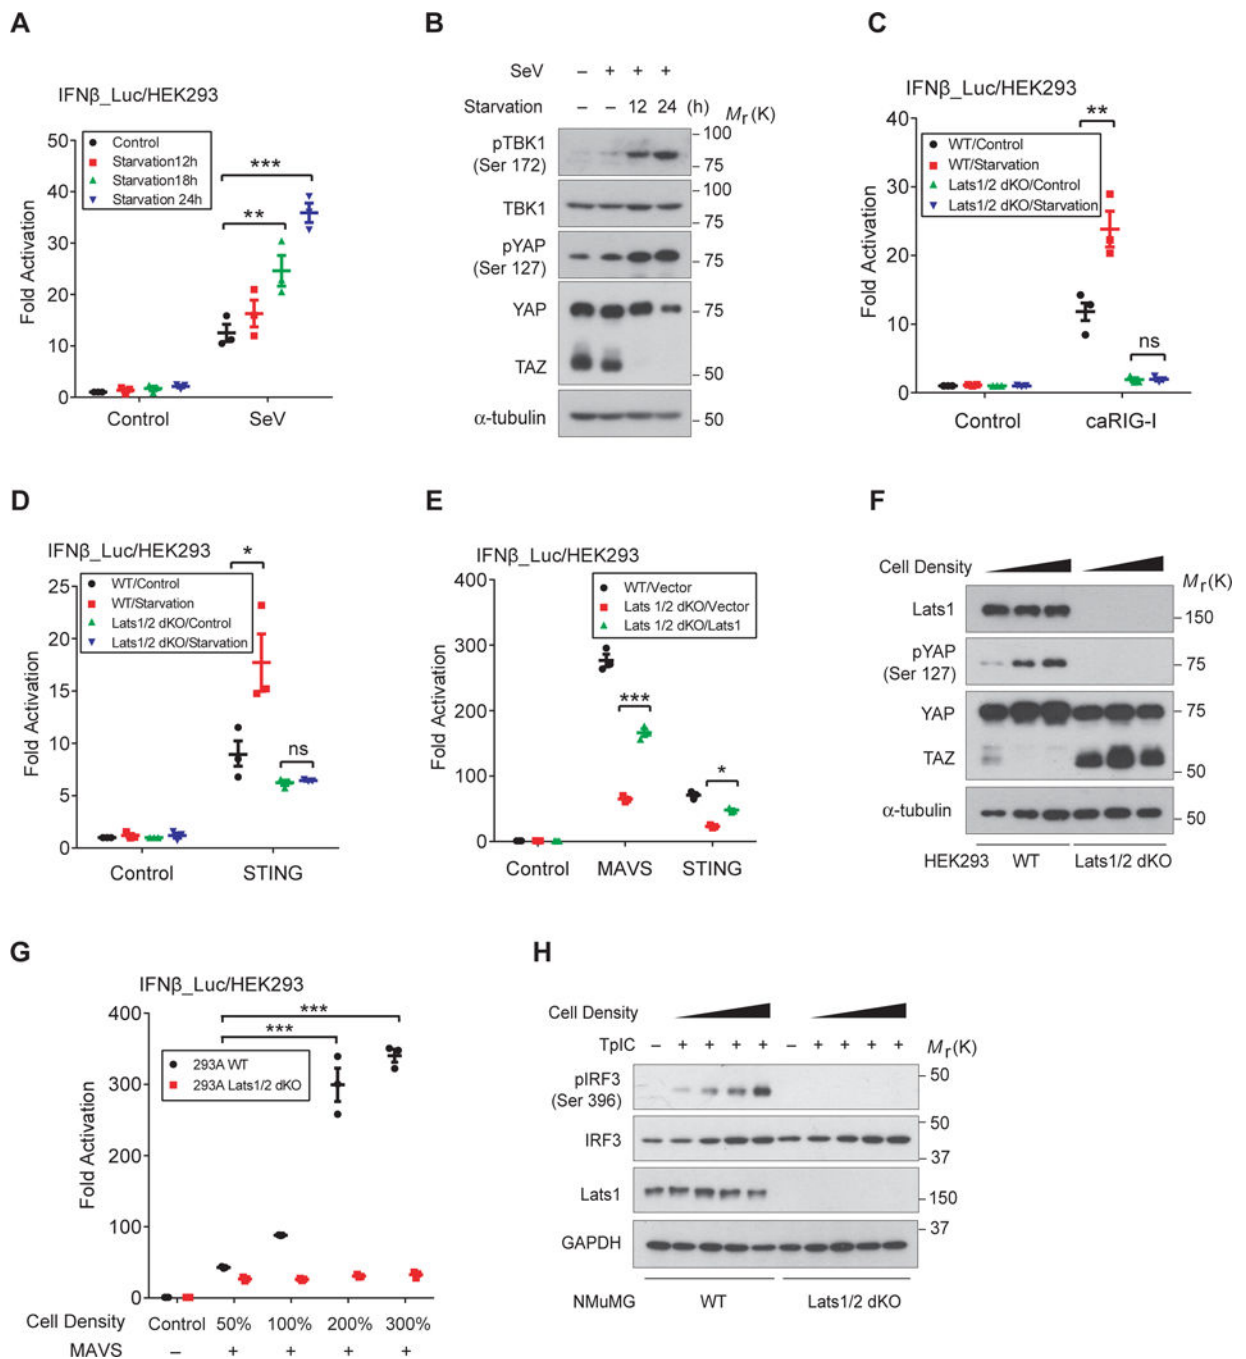 A
IFNβ_Luc/HEK293
Fold Activation
50
40
30
20
10
0
Control
Starvation12h
Starvation18h
Starvation 24h
***
**
Control SeV
B
SeV – + + +
Starvation – – 12 24 (h) Mr(K)
pTBK1
(Ser 172)
100
75
TBK1
100
75
pYAP
(Ser 127)
75
YAP
75
TAZ
50
α-tubulin
50
C
IFNβ_Luc/HEK293
Fold Activation
40
30
20
10
0
WT/Control
WT/Starvation
Lats1/2 dKO/Control
Lats1/2 dKO/Starvation
**
ns
Control caRIG-I
D
IFNβ_Luc/HEK293
Fold Activation
25
20
15
10
5
0
WT/Control
WT/Starvation
Lats1/2 dKO/Control
Lats1/2 dKO/Starvation
*
ns
Control STING
E
IFNβ_Luc/HEK293
Fold Activation
400
300
200
100
0
WT/Vector
Lats 1/2 dKO/Vector
Lats 1/2 dKO/Lats1
***
*
Control MAVS STING
F
Cell Density
Mr(K)
Lats1
150
pYAP
(Ser 127)
75
YAP
75
TAZ
50
α-tubulin
50
HEK293 WT Lats1/2 dKO
G
IFNβ_Luc/HEK293
Fold Activation
400
300
200
100
0
293A WT
293A Lats1/2 dKO
***
***
Cell Density Control 50% 100% 200% 300%
MAVS – + + + +
H
Cell Density
TpIC – + + + + – + + + + Mr(K)
pIRF3
(Ser 396)
50
IRF3
50
37
Lats1
150
GAPDH
37
NMuMG WT Lats1/2 dKO